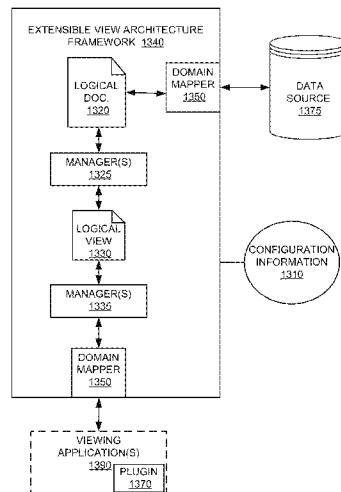 EXTENSIBLE VIEW ARCHITECTURE
FRAMEWORK 1340
LOGICAL
DOC.
1320
DOMAIN
MAPPER
1350
DATA
SOURCE
1375
MANAGER(S)
1325
LOGICAL
VIEW
1330
CONFIGURATION
INFORMATION
1310
MANAGER(S)
1335
DOMAIN
MAPPER
1350
VIEWING
APPLICATION(S)
1390
PLUGIN
1370